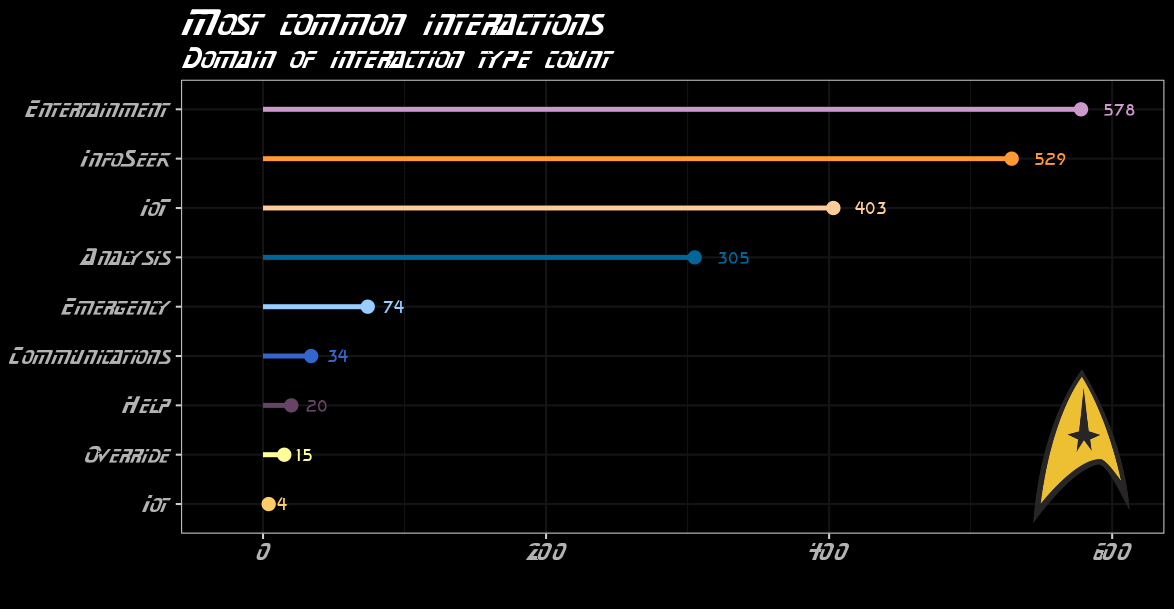 Most common interactions
Domain of interaction type count
Entertainment 578
InfoSeek 529
IoT 403
Analysis 305
Emergency 74
Communications 34
Help 20
Override 15
iot 4
0 200 400 600